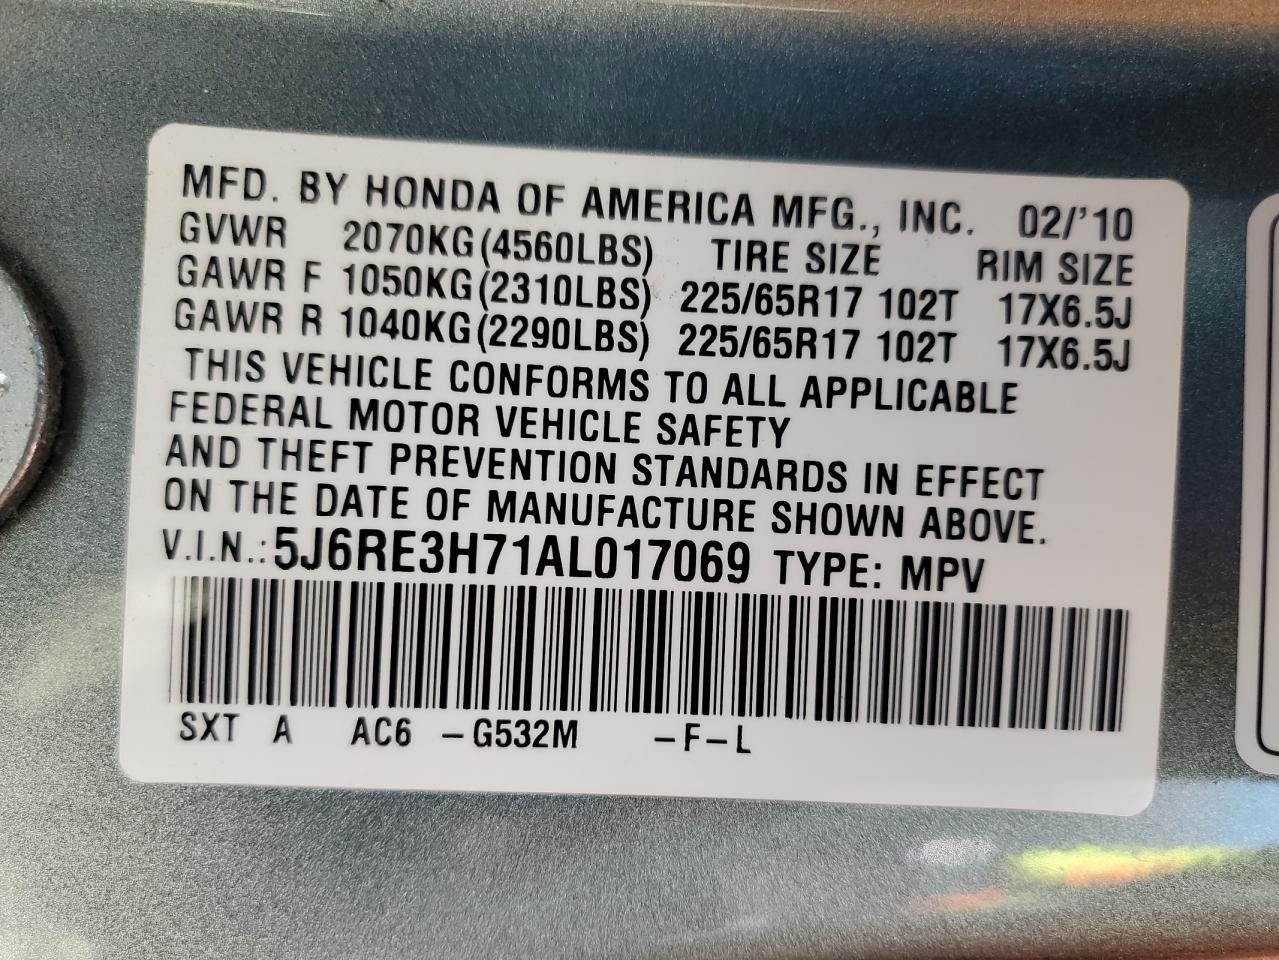 MFD. BY HONDA OF AMERICA MFG., INC. 02/'10
GVWR 2070KG(4560LBS) TIRE SIZE RIM SIZE
GAWR F 1050KG(2310LBS) 225/65R17 102T 17X6.5J
GAWR R 1040KG(2290LBS) 225/65R17 102T 17X6.5J
THIS VEHICLE CONFORMS TO ALL APPLICABLE
FEDERAL MOTOR VEHICLE SAFETY
AND THEFT PREVENTION STANDARDS IN EFFECT
ON THE DATE OF MANUFACTURE SHOWN ABOVE.
V.I.N.: 5J6RE3H71AL017069 TYPE: MPV
SXT A AC6 -G532M -F-L